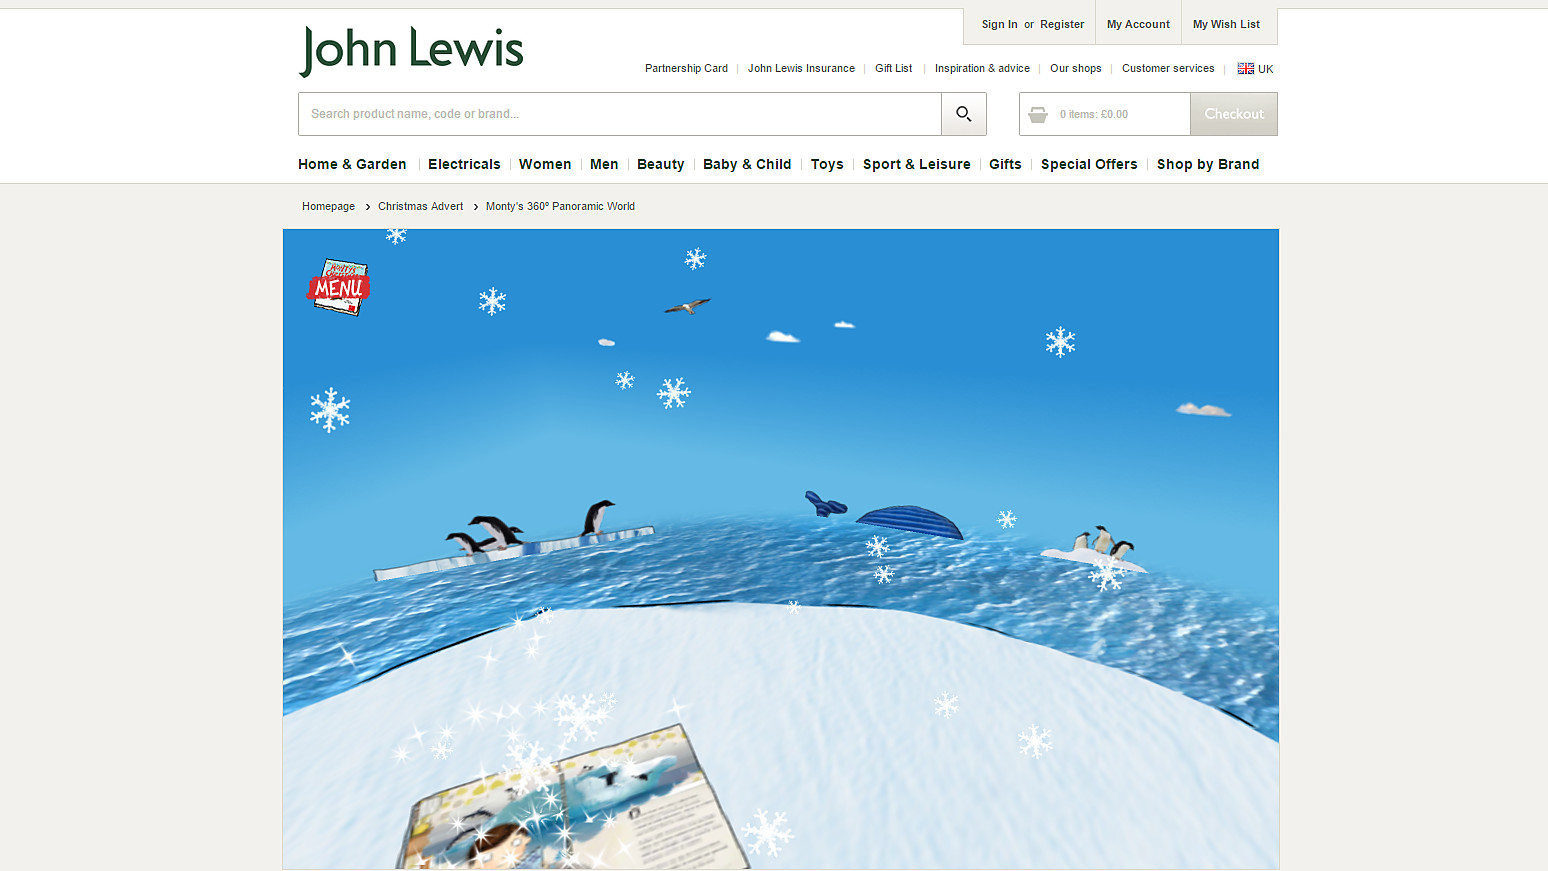 Sign In or Register
My Account
My Wish List
John Lewis
Partnership Card
John Lewis Insurance
Gift List
Inspiration & advice
Our shops
Customer services
UK
Search product name, code or brand...
0 items: £0.00
Checkout
Home & Garden
Electricals
Women
Men
Beauty
Baby & Child
Toys
Sport & Leisure
Gifts
Special Offers
Shop by Brand
Homepage › Christmas Advert › Monty's 360º Panoramic World
MENU